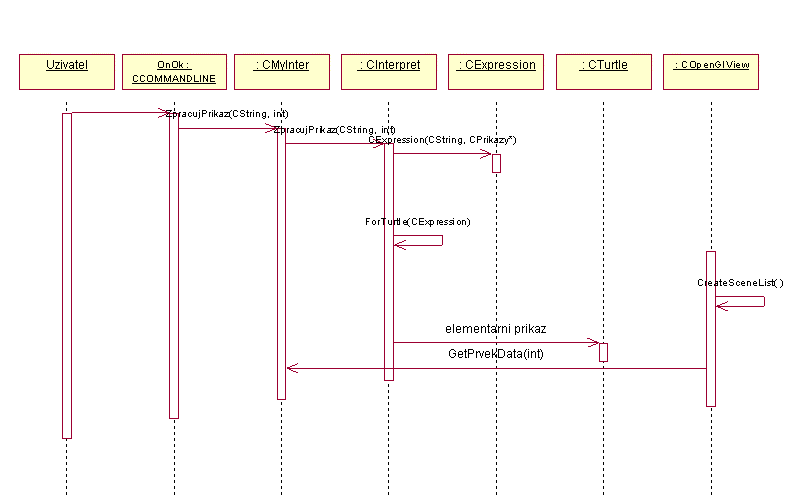 Uzivatel
OnOk :
CCOMMANDLINE
: CMyInter
: CInterpret
: CExpression
: CTurtle
: COpenGlView
ZpracujPrikaz(CString, int)
ZpracujPrikaz(CString, int)
CExpression(CString, CPrikazy*)
ForTurtle(CExpression)
CreateSceneList( )
elementarni prikaz
GetPrvekData(int)